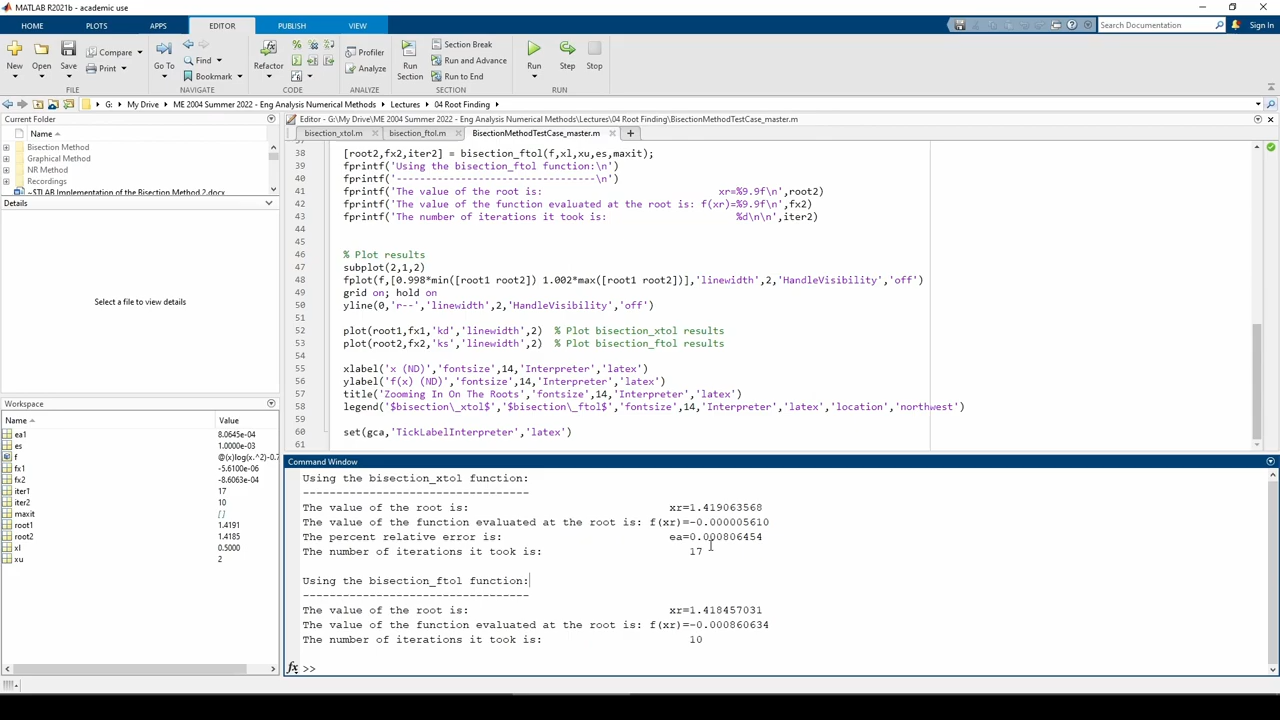 MATLAB R2021b - academic use
HOME PLOTS APPS EDITOR PUBLISH VIEW
Search Documentation
Sign In
New Open Save Compare Print
Go To Find Bookmark
Refactor
Profiler
Analyze
Run Section
Section Break
Run and Advance
Run to End
Run Step Stop
FILE NAVIGATE CODE ANALYZE SECTION RUN
G: My Drive ME 2004 Summer 2022 - Eng Analysis Numerical Methods Lectures 04 Root Finding
Current Folder
Name
Bisection Method
Graphical Method
NR Method
Recordings
~$TLAB Implementation of the Bisection Method 2.docx
Details
Select a file to view details
Workspace
Name Value
ea1 8.0645e-04
es 1.0000e-03
f @(x)log(x.^2)-0.7
fx1 -5.6100e-06
fx2 -8.6063e-04
iter1 17
iter2 10
maxit []
root1 1.4191
root2 1.4185
xl 0.5000
xu 2
Editor - G:\My Drive\ME 2004 Summer 2022 - Eng Analysis Numerical Methods\Lectures\04 Root Finding\BisectionMethodTestCase_master.m
bisection_xtol.m bisection_ftol.m BisectionMethodTestCase_master.m
37
38 [root2,fx2,iter2] = bisection_ftol(f,xl,xu,es,maxit);
39 fprintf('Using the bisection_ftol function:\n')
40 fprintf('---------------------------------\n')
41 fprintf('The value of the root is: xr=%9.9f\n',root2)
42 fprintf('The value of the function evaluated at the root is: f(xr)=%9.9f\n',fx2)
43 fprintf('The number of iterations it took is: %d\n\n',iter2)
44
45
46 % Plot results
47 subplot(2,1,2)
48 fplot(f,[0.998*min([root1 root2]) 1.002*max([root1 root2])],'linewidth',2,'HandleVisibility','off')
49 grid on; hold on
50 yline(0,'r--','linewidth',2,'HandleVisibility','off')
51
52 plot(root1,fx1,'kd','linewidth',2) % Plot bisection_xtol results
53 plot(root2,fx2,'ks','linewidth',2) % Plot bisection_ftol results
54
55 xlabel('x (ND)','fontsize',14,'Interpreter','latex')
56 ylabel('f(x) (ND)','fontsize',14,'Interpreter','latex')
57 title('Zooming In On The Roots','fontsize',14,'Interpreter','latex')
58 legend('$bisection\_xtol$','$bisection\_ftol$','fontsize',14,'Interpreter','latex','location','northwest')
59
60 set(gca,'TickLabelInterpreter','latex')
61
Command Window
Using the bisection_xtol function:
---------------------------------
The value of the root is: xr=1.419063568
The value of the function evaluated at the root is: f(xr)=-0.000005610
The percent relative error is: ea=0.000806454
The number of iterations it took is: 17
Using the bisection_ftol function:
---------------------------------
The value of the root is: xr=1.418457031
The value of the function evaluated at the root is: f(xr)=-0.000860634
The number of iterations it took is: 10
fx >>